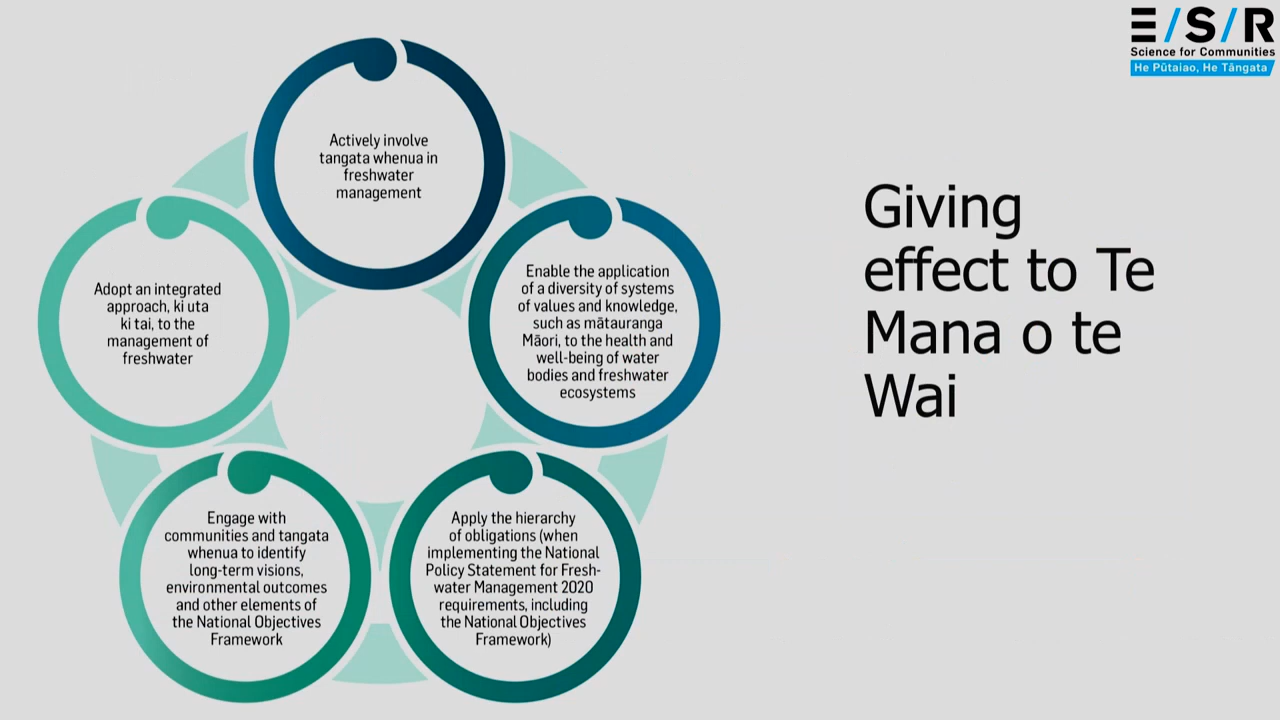 E/S/R
Science for Communities
He Pūtaiao, He Tāngata
Giving
effect to Te
Mana o te
Wai
Actively involve
tangata whenua in
freshwater
management
Enable the application
of a diversity of systems
of values and knowledge,
such as mātauranga
Māori, to the health and
well-being of water
bodies and freshwater
ecosystems
Apply the hierarchy
of obligations (when
implementing the National
Policy Statement for Fresh-
water Management 2020
requirements, including
the National Objectives
Framework)
Engage with
communities and tangata
whenua to identify
long-term visions,
environmental outcomes
and other elements of
the National Objectives
Framework
Adopt an integrated
approach, ki uta
ki tai, to the
management of
freshwater